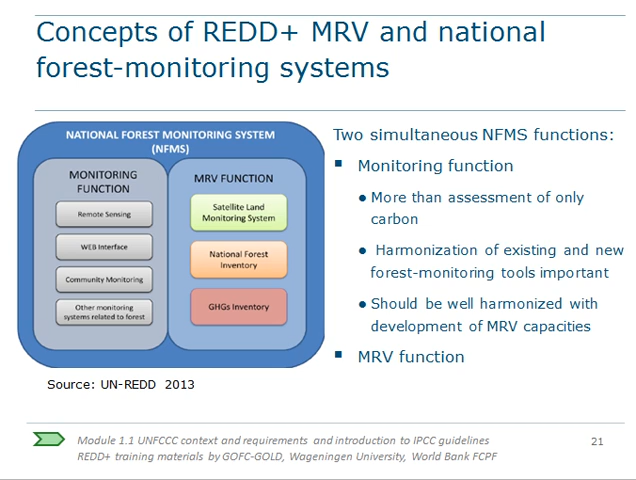 Concepts of REDD+ MRV and national
forest-monitoring systems
NATIONAL FOREST MONITORING SYSTEM
(NFMS)
MONITORING
FUNCTION
Remote Sensing
WEB Interface
Community Monitoring
Other monitoring
systems related to forest
MRV FUNCTION
Satellite Land
Monitoring System
National Forest
Inventory
GHGs Inventory
Source: UN-REDD 2013
Two simultaneous NFMS functions:
▪ Monitoring function
● More than assessment of only
carbon
● Harmonization of existing and new
forest-monitoring tools important
● Should be well harmonized with
development of MRV capacities
▪ MRV function
Module 1.1 UNFCCC context and requirements and introduction to IPCC guidelines
REDD+ training materials by GOFC-GOLD, Wageningen University, World Bank FCPF
21